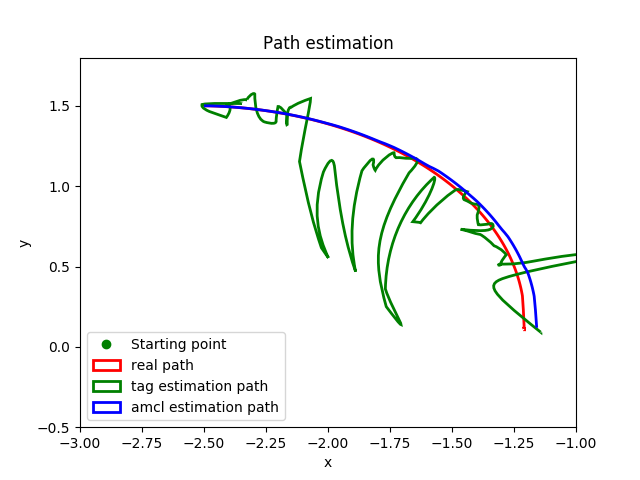 Path estimation
y
1.5
1.0
0.5
0.0
−0.5
Starting point
real path
tag estimation path
amcl estimation path
−3.00 −2.75 −2.50 −2.25 −2.00 −1.75 −1.50 −1.25 −1.00
x